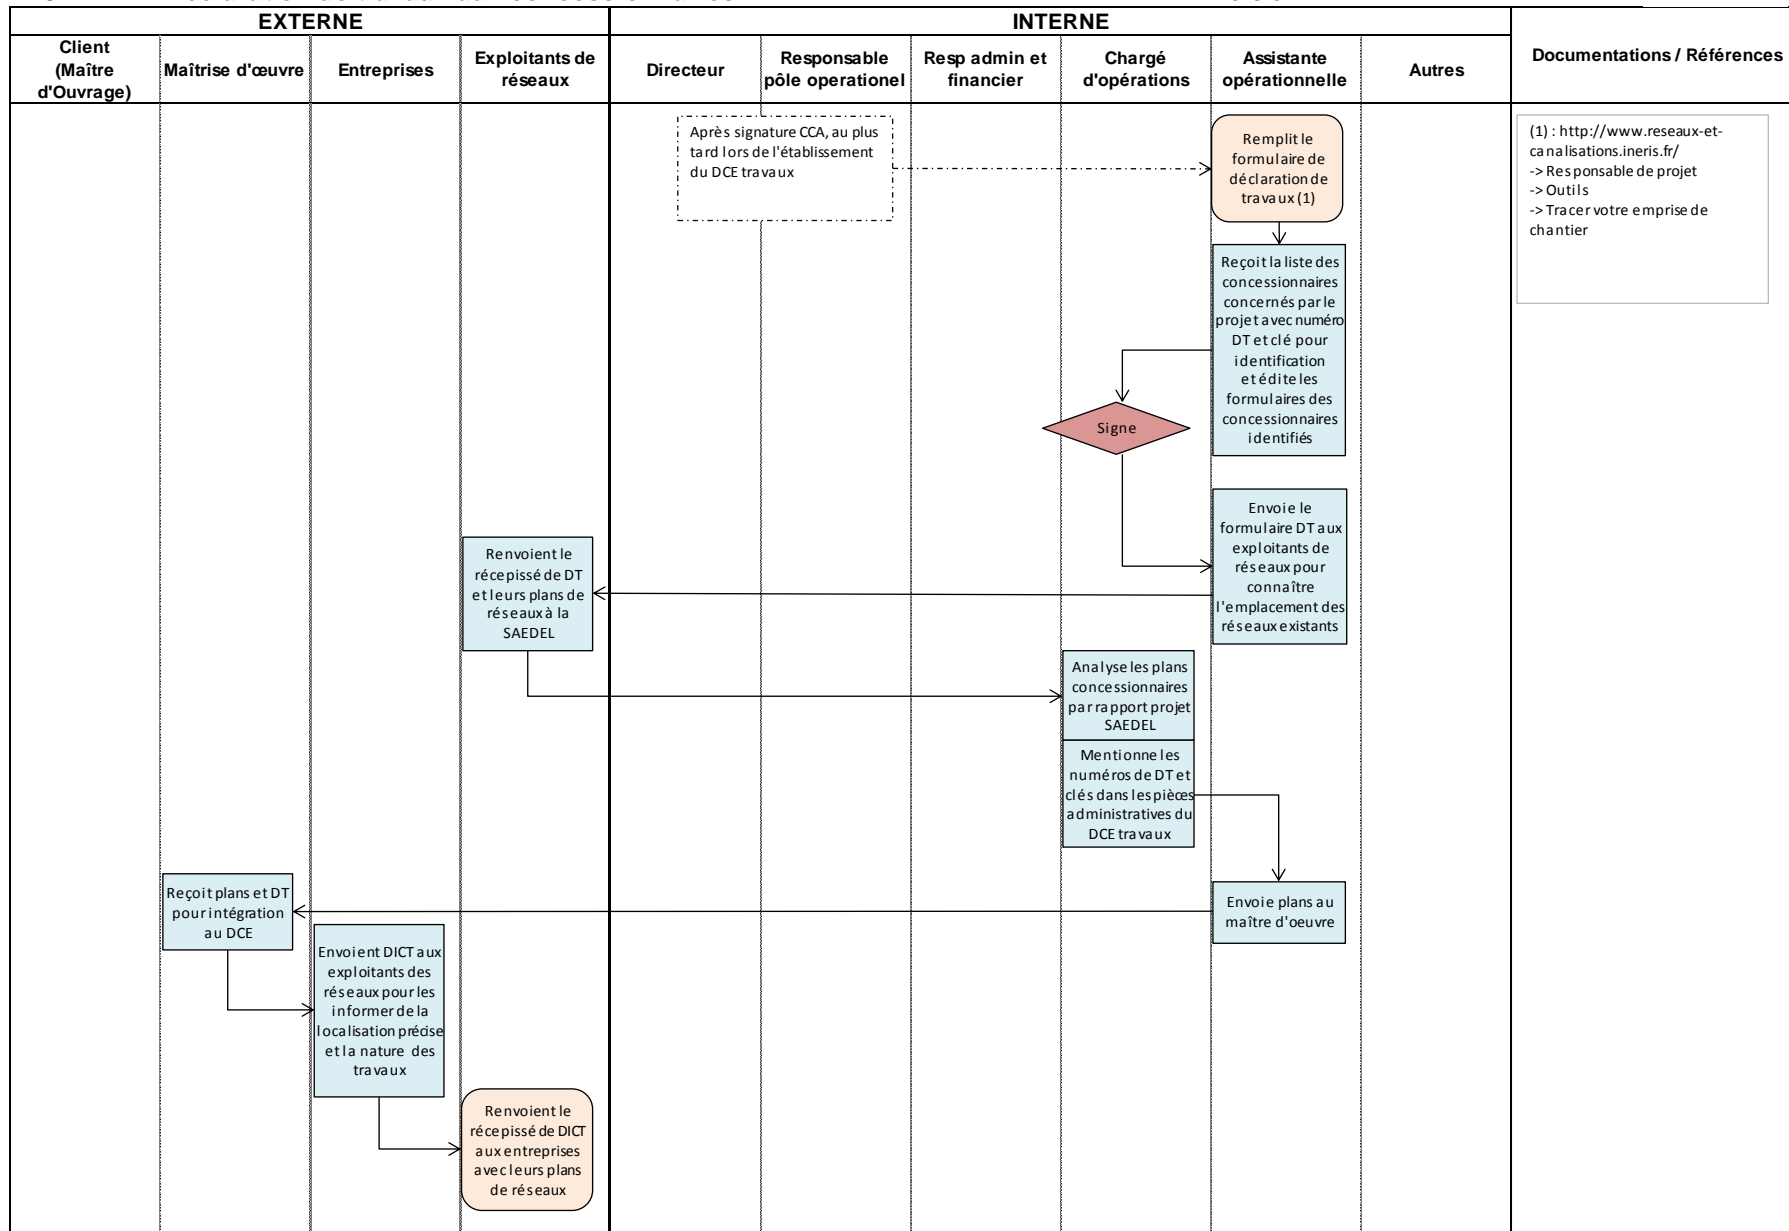 EXTERNE
INTERNE
Client
(Maître
d'Ouvrage)
Maîtrise d'œuvre
Entreprises
Exploitants de
réseaux
Directeur
Responsable
pôle operationel
Resp admin et
financier
Chargé
d'opérations
Assistante
opérationnelle
Autres
Documentations / Références
Après signature CCA, au plus
tard lors de l'établissement
du DCE travaux
Remplit le
formulaire de
déclaration de
travaux (1)
(1) : http://www.reseaux-et-
canalisations.ineris.fr/
-> Responsable de projet
-> Outils
-> Tracer votre emprise de
chantier
Reçoit la liste des
concessionnaires
concernés par le
projet avec numéro
DT et clé pour
identification
et édite les
formulaires des
concessionnaires
identifiés
Signe
Envoie le
formulaire DT aux
exploitants de
réseaux pour
connaître
l'emplacement des
réseaux existants
Renvoient le
récepissé de DT
et leurs plans de
réseaux à la
SAEDEL
Analyse les plans
concessionnaires
par rapport projet
SAEDEL
Mentionne les
numéros de DT et
clés dans les pièces
administratives du
DCE travaux
Envoie plans au
maître d'oeuvre
Reçoit plans et DT
pour intégration
au DCE
Envoient DICT aux
exploitants des
réseaux pour les
informer de la
localisation précise
et la nature des
travaux
Renvoient le
récepissé de DICT
aux entreprises
avec leurs plans
de réseaux